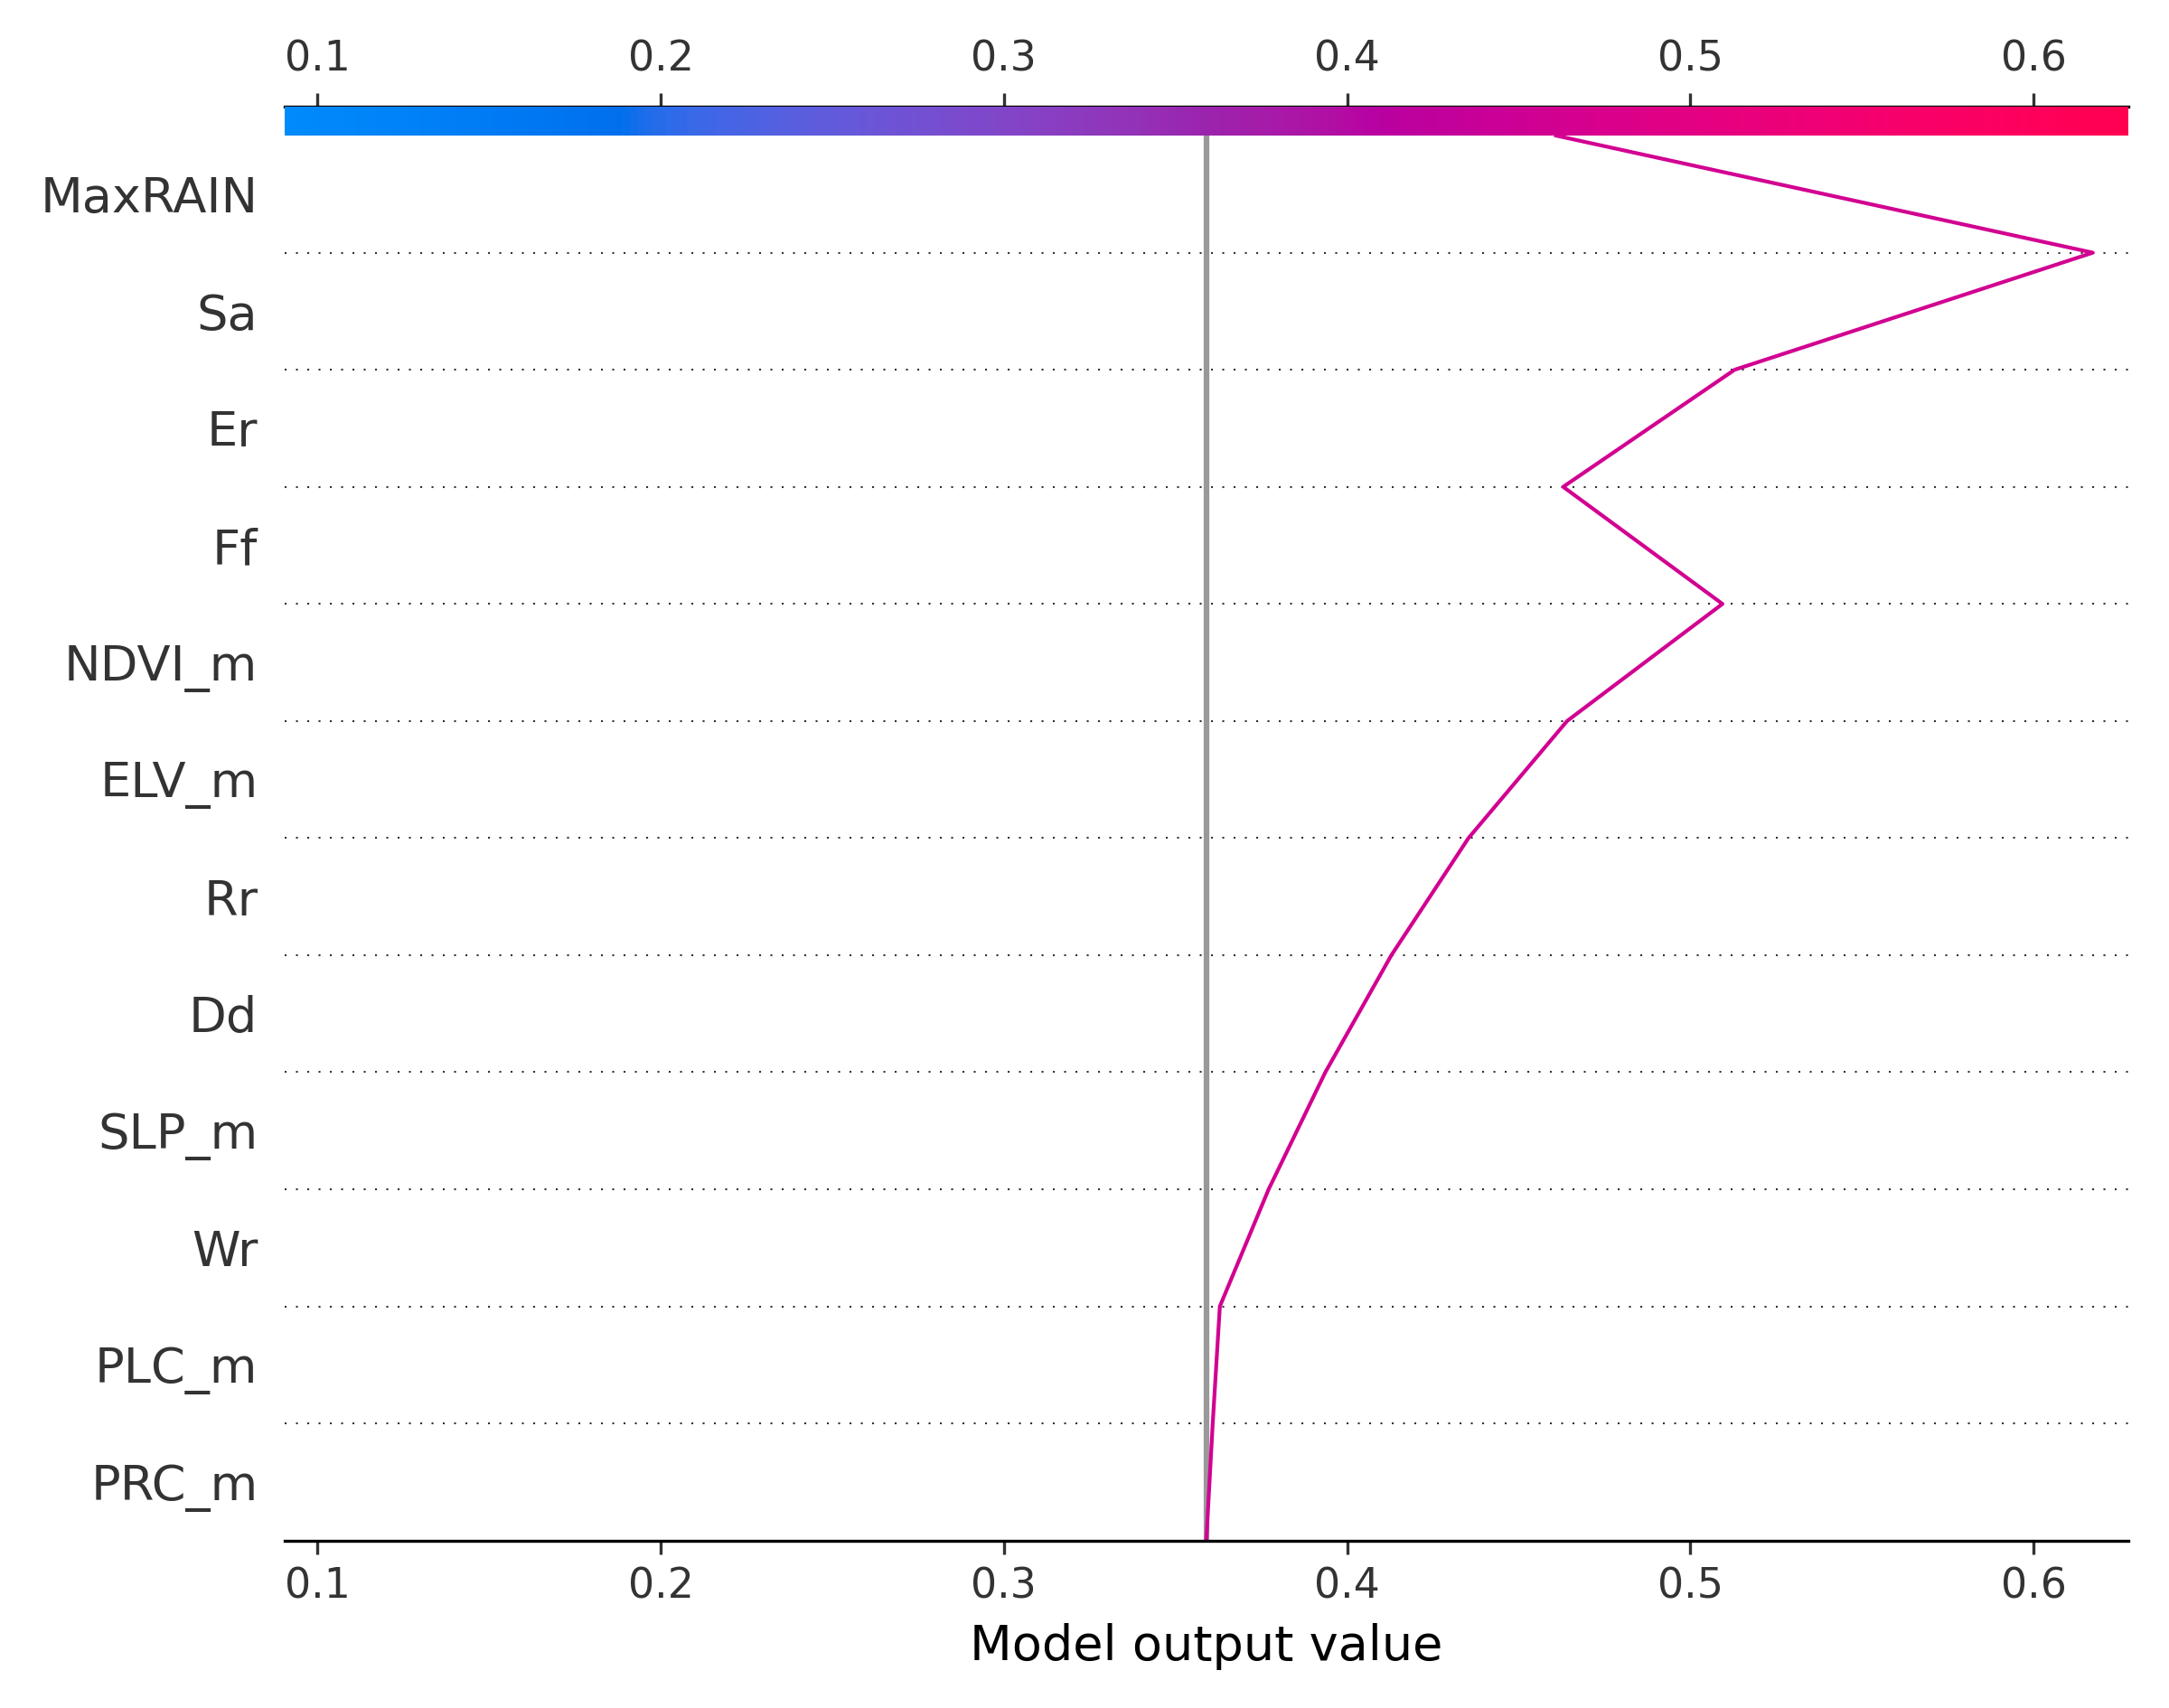 0.1 0.2 0.3 0.4 0.5 0.6
MaxRAIN
Sa
Er
Ff
NDVI_m
ELV_m
Rr
Dd
SLP_m
Wr
PLC_m
PRC_m
0.1 0.2 0.3 0.4 0.5 0.6
Model output value